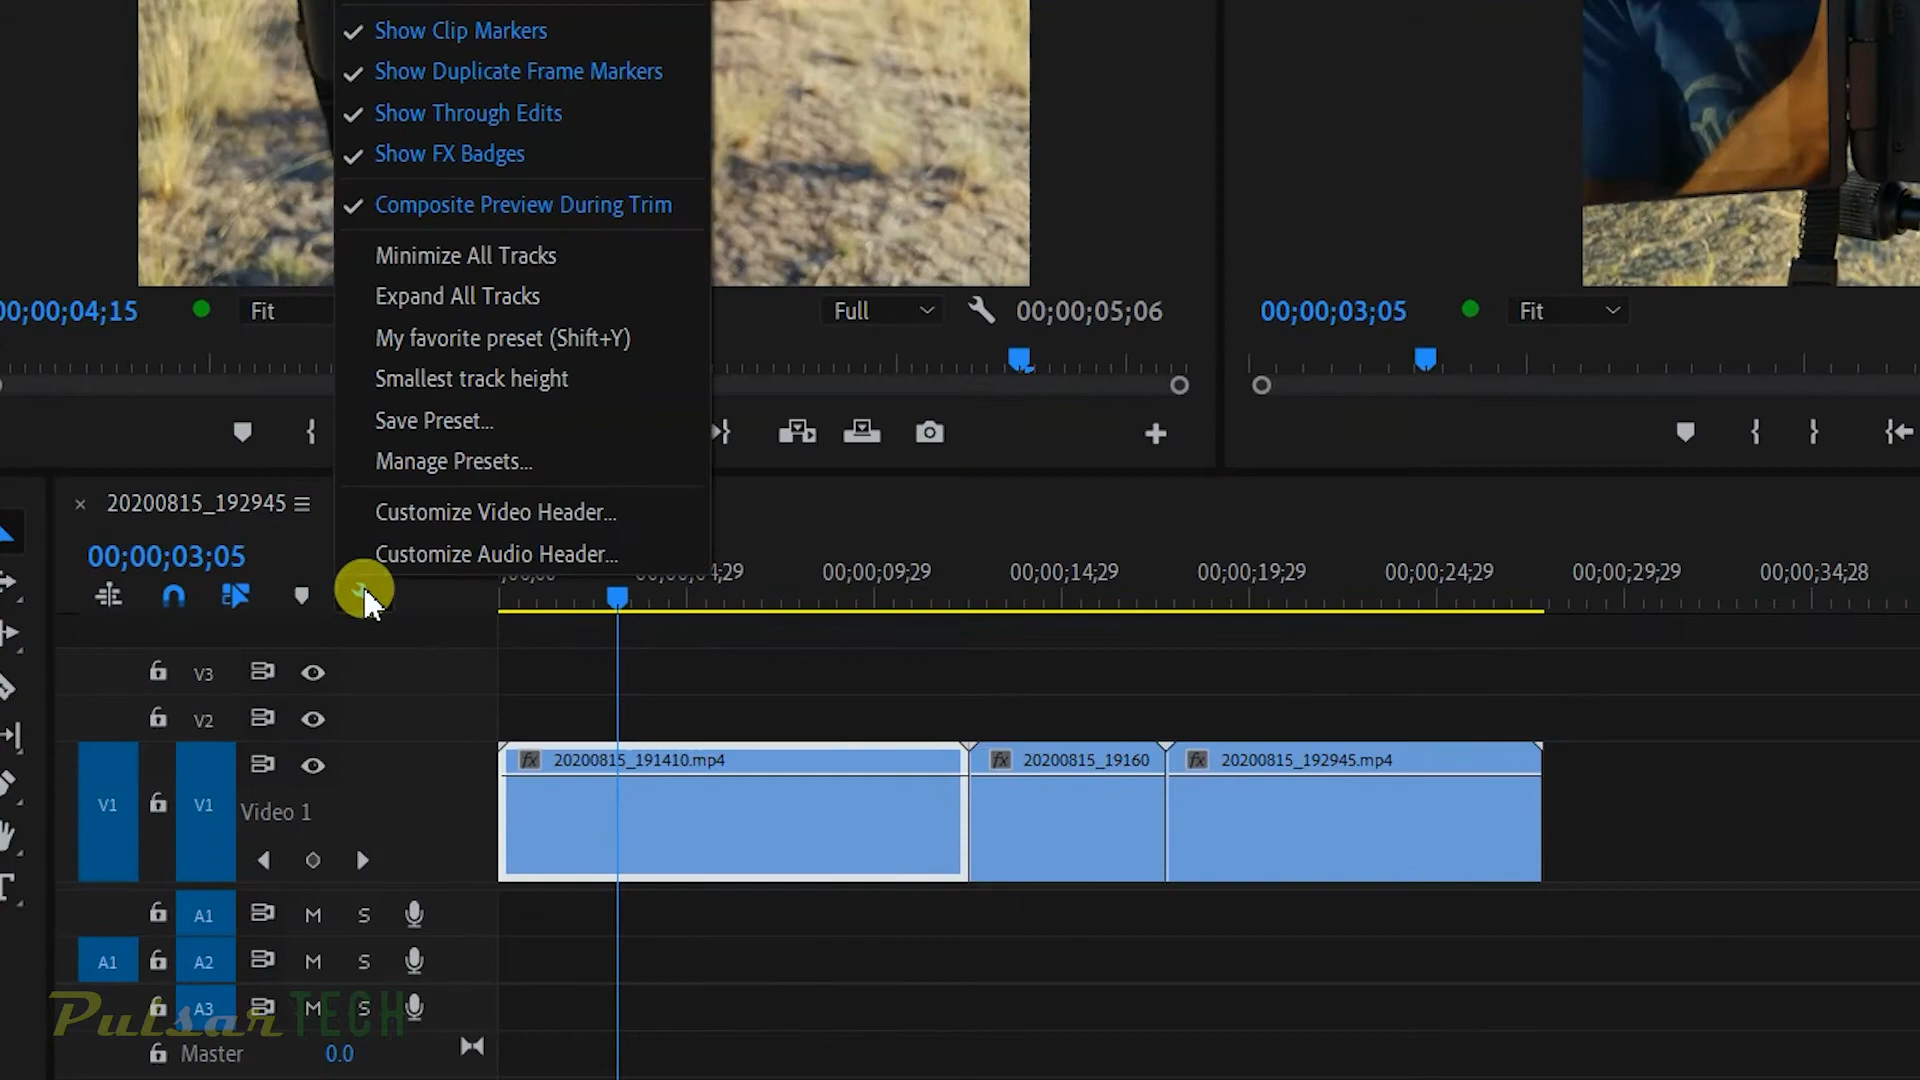 Show Clip Markers
Show Duplicate Frame Markers
Show Through Edits
Show FX Badges
Composite Preview During Trim
Minimize All Tracks
Expand All Tracks
My favorite preset (Shift+Y)
Smallest track height
Save Preset...
Manage Presets...
Customize Video Header...
Customize Audio Header...
00;00;04;15 Fit Full 00;00;05;06 00;00;03;05 Fit
20200815_192945
00;00;03;05
00;00;09;29 00;00;14;29 00;00;19;29 00;00;24;29 00;00;29;29 00;00;34;28
V3
V2
fx 20200815_191410.mp4 fx 20200815_19160 fx 20200815_192945.mp4
V1 V1 Video 1
A1 M S
A1 A2 M S
A3 M S
PulsarTECH
Master 0.0